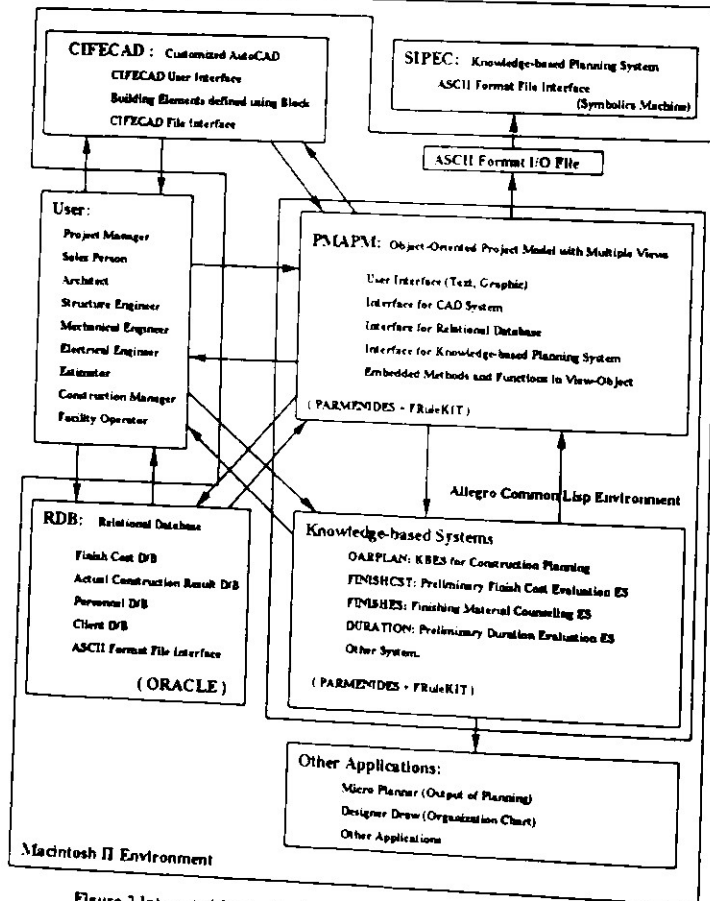 CIFECAD : Customized AutoCAD
CIFECAD User Interface
Building Elements defined using Block
CIFECAD File Interface
SIPEC: Knowledge-based Planning System
ASCII Format File Interface
(Symbolics Machine)
ASCII Format I/O File
User:
Project Manager
Sales Person
Architect
Structure Engineer
Mechanical Engineer
Electrical Engineer
Estimator
Construction Manager
Facility Operator
PMAPM: Object-Oriented Project Model with Multiple Views
User Interface (Text, Graphic)
Interface for CAD System
Interface for Relational Database
Interface for Knowledge-based Planning System
Embedded Methods and Functions in View-Object
( PARMENIDES + FRuleKIT )
Allegro Common Lisp Environment
RDB: Relational Database
Finish Cost D/B
Actual Construction Result D/B
Personnel D/B
Client D/B
ASCII Format File Interface
( ORACLE )
Knowledge-based Systems
OARPLAN: KBES for Construction Planning
FINISHCST: Preliminary Finish Cost Evaluation ES
FINISHES: Finishing Material Counseling ES
DURATION: Preliminary Duration Evaluation ES
Other System..
( PARMENIDES + FRuleKIT )
Other Applications:
Micro Planner (Output of Planning)
Designer Draw (Organization Chart)
Other Applications
Macintosh II Environment
Figure 2